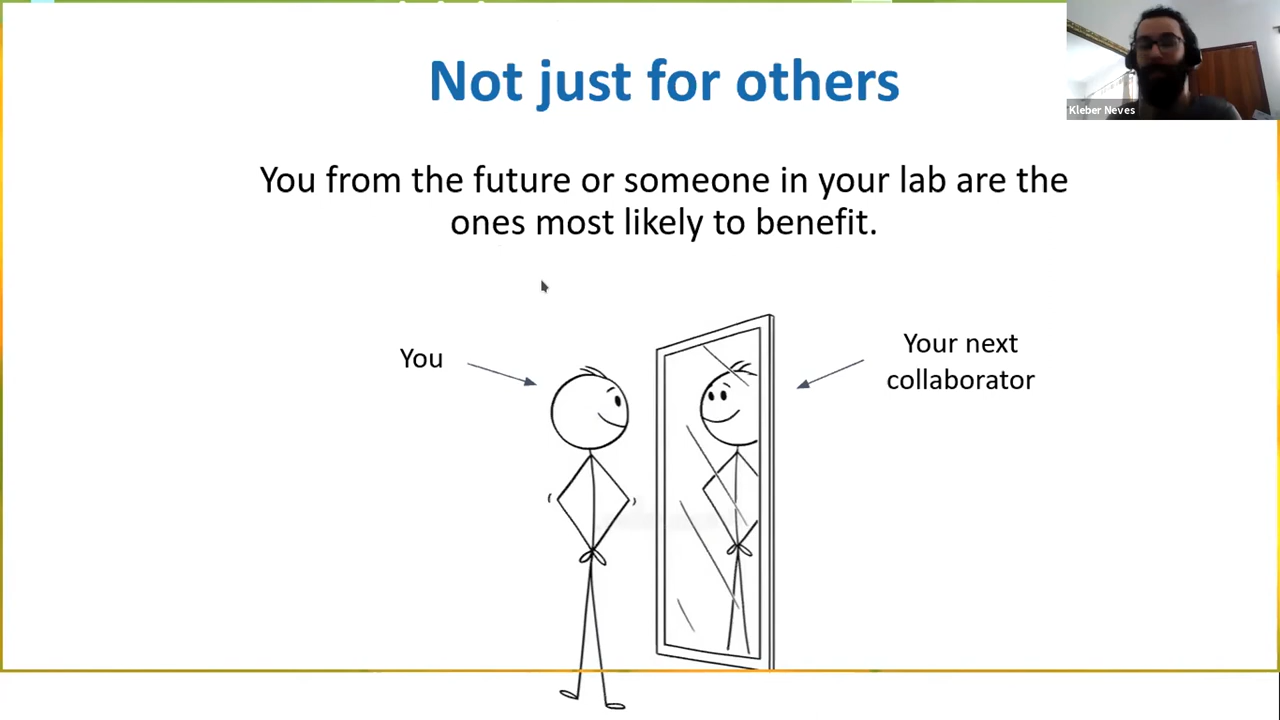 Not just for others
Kleber Neves
You from the future or someone in your lab are the
ones most likely to benefit.
You
Your next
collaborator